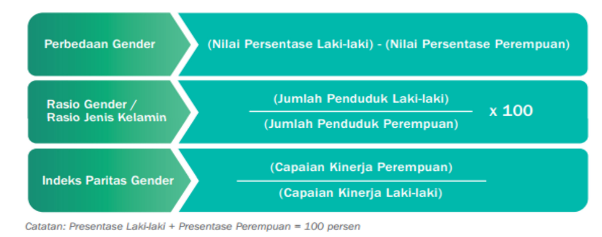 Perbedaan Gender
(Nilai Persentase Laki-laki) - (Nilai Persentase Perempuan)
Rasio Gender /
Rasio Jenis Kelamin
(Jumlah Penduduk Laki-laki)
(Jumlah Penduduk Perempuan)
x 100
Indeks Paritas Gender
(Capaian Kinerja Perempuan)
(Capaian Kinerja Laki-laki)
Catatan: Presentase Laki-laki + Presentase Perempuan = 100 persen